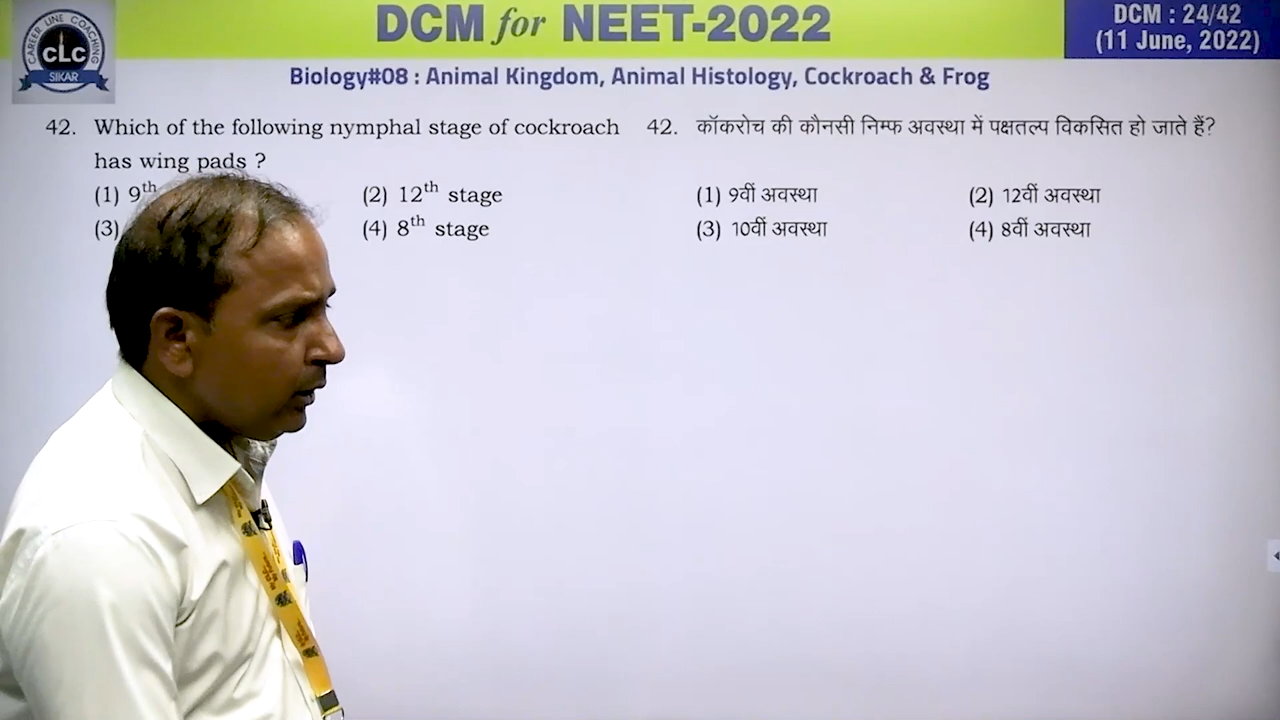 DCM for NEET-2022
DCM : 24/42
(11 June, 2022)
CAREER LINE COACHING
CLC
SIKAR
Biology#08 : Animal Kingdom, Animal Histology, Cockroach & Frog
42. Which of the following nymphal stage of cockroach
has wing pads ?
(1) 9th
(2) 12th stage
(3)
(4) 8th stage
42. कॉकरोच की कौनसी निम्फ अवस्था में पक्षतल्प विकसित हो जाते हैं?
(1) 9वीं अवस्था
(2) 12वीं अवस्था
(3) 10वीं अवस्था
(4) 8वीं अवस्था